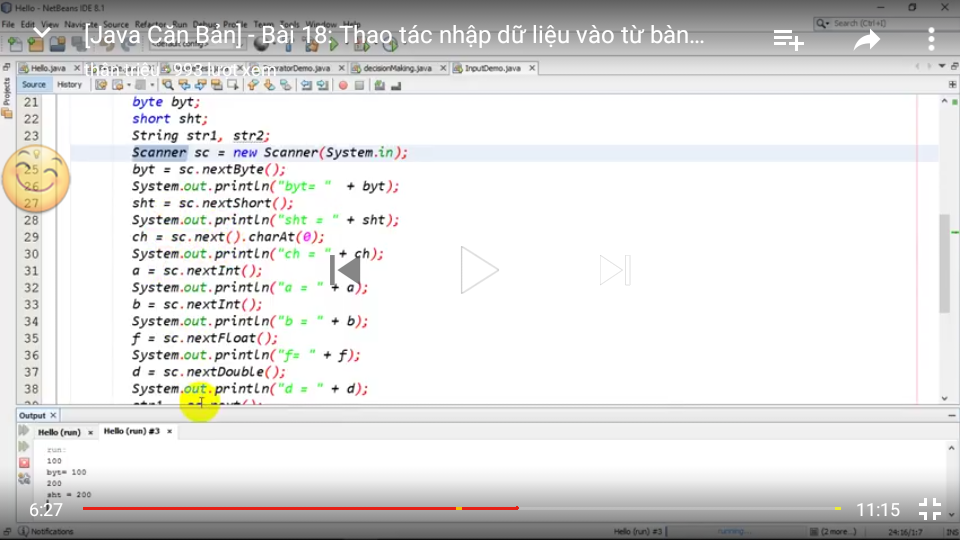 Hello - NetBeans IDE 8.1
File Edit View Navigate Source Refactor Run Debug Profile Team Tools Window Help
Search (Ctrl+I)
[Java Căn Bản] - Bài 18: Thao tác nhập dữ liệu vào từ bàn...
thân triệu · 993 lượt xem
<default config>
Hello.java
decisionMaking.java
InputDemo.java
Projects
Source History
21 byte byt;
22 short sht;
23 String str1, str2;
Scanner sc = new Scanner(System.in);
25 byt = sc.nextByte();
26 System.out.println("byt= " + byt);
27 sht = sc.nextShort();
28 System.out.println("sht = " + sht);
29 ch = sc.next().charAt(0);
30 System.out.println("ch = " + ch);
31 a = sc.nextInt();
32 System.out.println("a = " + a);
33 b = sc.nextInt();
34 System.out.println("b = " + b);
35 f = sc.nextFloat();
36 System.out.println("f= " + f);
37 d = sc.nextDouble();
38 System.out.println("d = " + d);
Output
Hello (run) Hello (run) #3
run:
100
byt= 100
200
sht = 200
6:27 11:15
Notifications Hello (run) #3 running... (2 more...) 24:16/1:7 INS